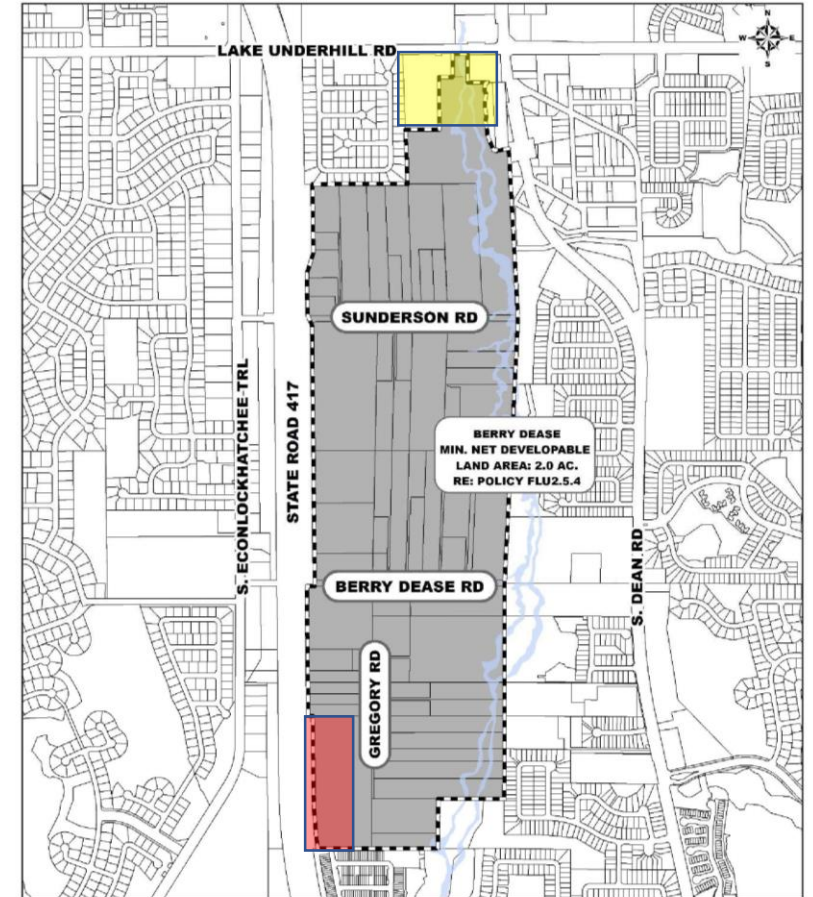 N
W E
S
LAKE UNDERHILL RD
SUNDERSON RD
S. ECONLOCKHATCHEE-TRL
STATE ROAD 417
BERRY DEASE
MIN. NET DEVELOPABLE
LAND AREA: 2.0 AC.
RE: POLICY FLU2.5.4
S. DEAN RD
BERRY DEASE RD
GREGORY RD